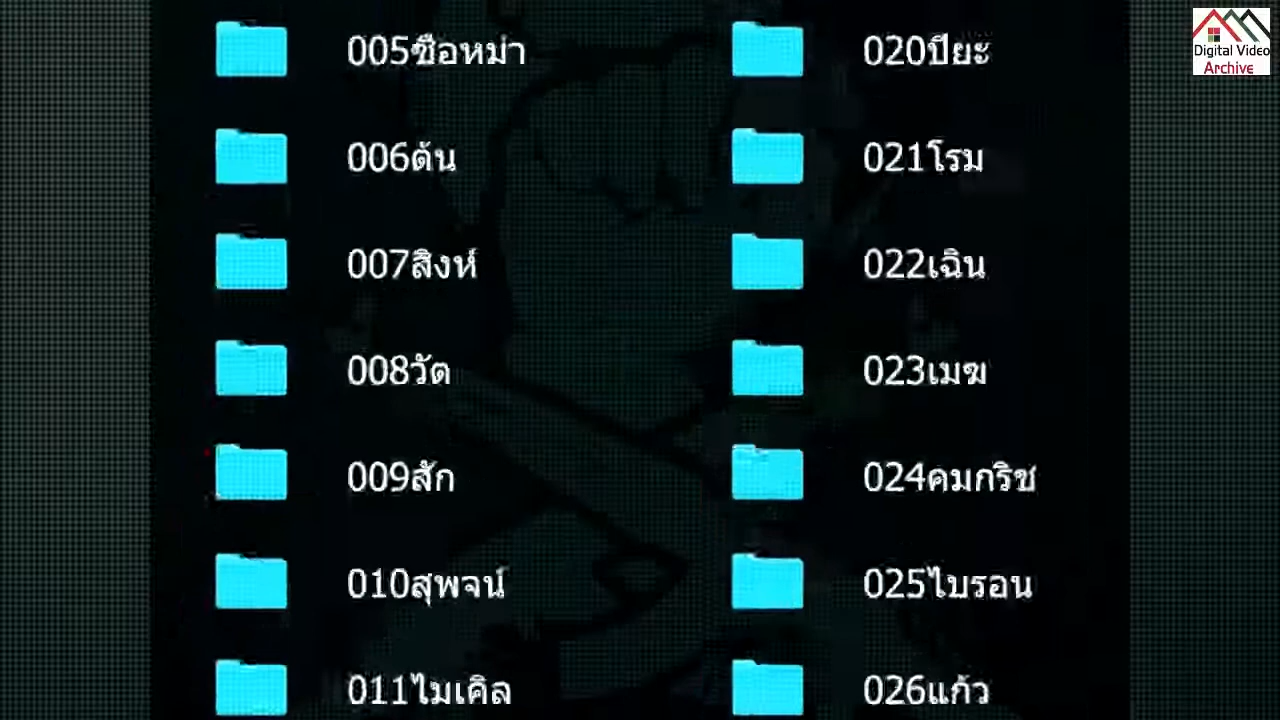 005ซือหม่า
006ต้น
007สิงห์
008วัต
009สัก
010สุพจน์
011ไมเคิล
020ปิยะ
021โรม
022เฉิน
023เมฆ
024คมกริช
025ไบรอน
026แก้ว
Digital Video
Archive